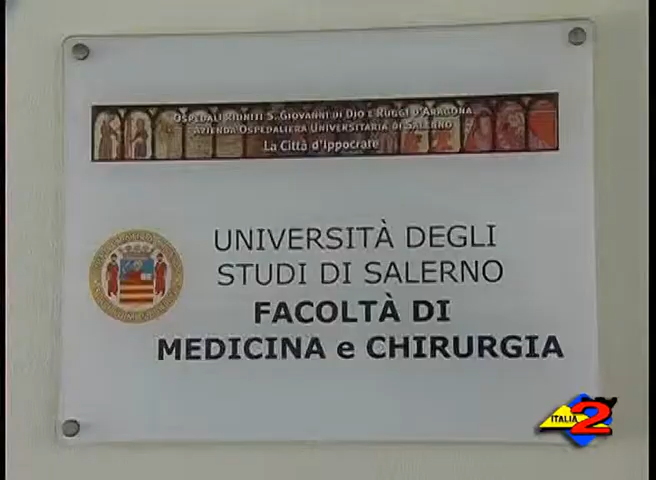 OSPEDALI RIUNITI S. GIOVANNI DI DIO E RUGGI D'ARAGONA
AZIENDA OSPEDALIERA UNIVERSITARIA DI SALERNO
La Città d'ippocrate
UNIVERSITÀ DEGLI
STUDI DI SALERNO
FACOLTÀ DI
MEDICINA e CHIRURGIA
ITALIA 2